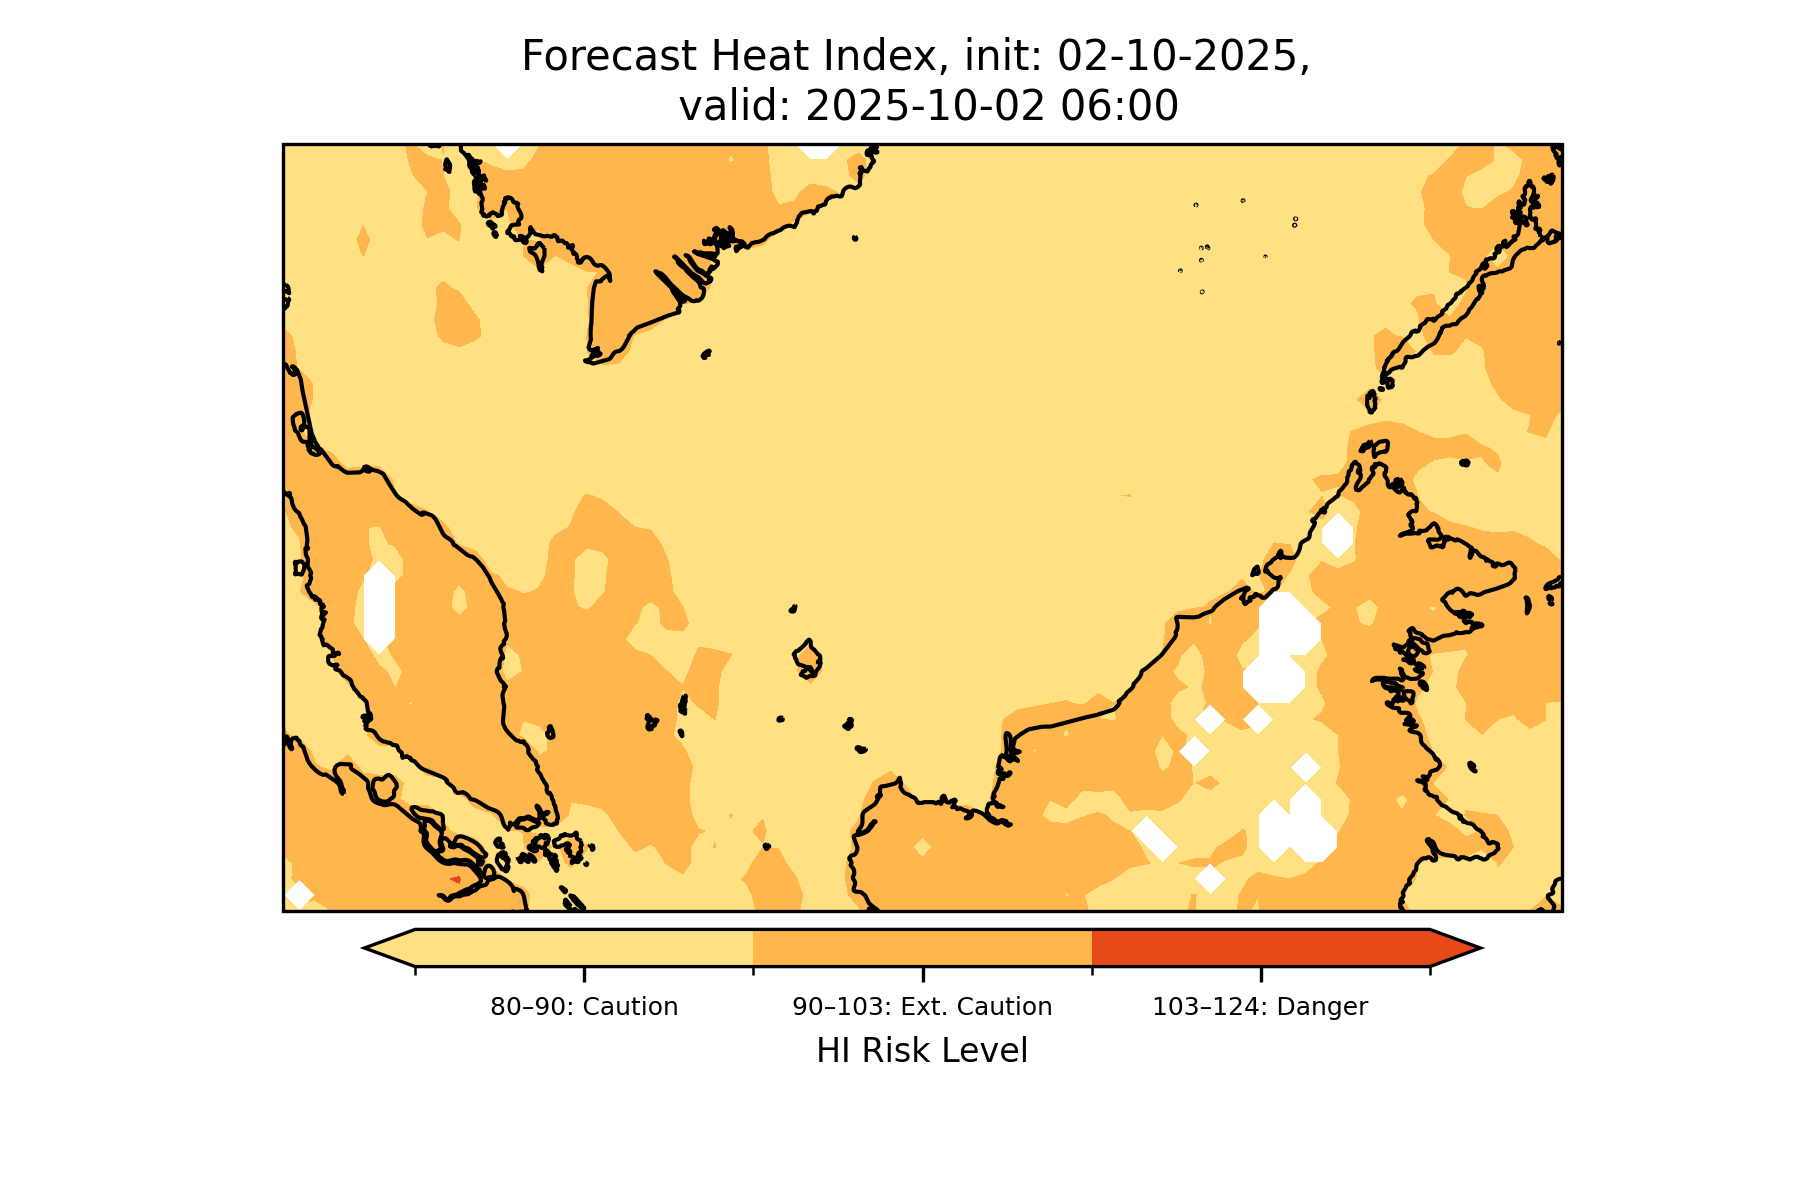 Forecast Heat Index, init: 02-10-2025,
valid: 2025-10-02 06:00
80–90: Caution
90–103: Ext. Caution
103–124: Danger
HI Risk Level